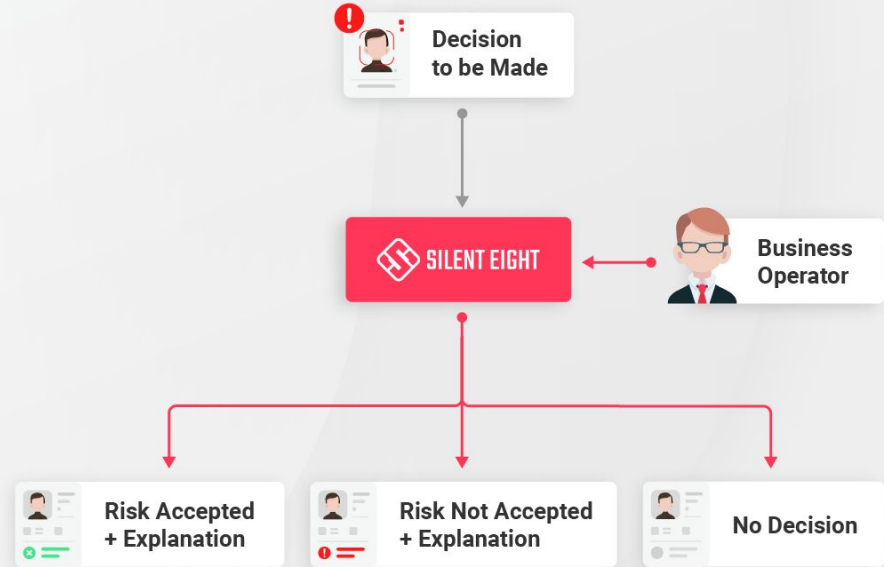 Decision
to be Made
SILENT EIGHT
Business
Operator
Risk Accepted
+ Explanation
Risk Not Accepted
+ Explanation
No Decision